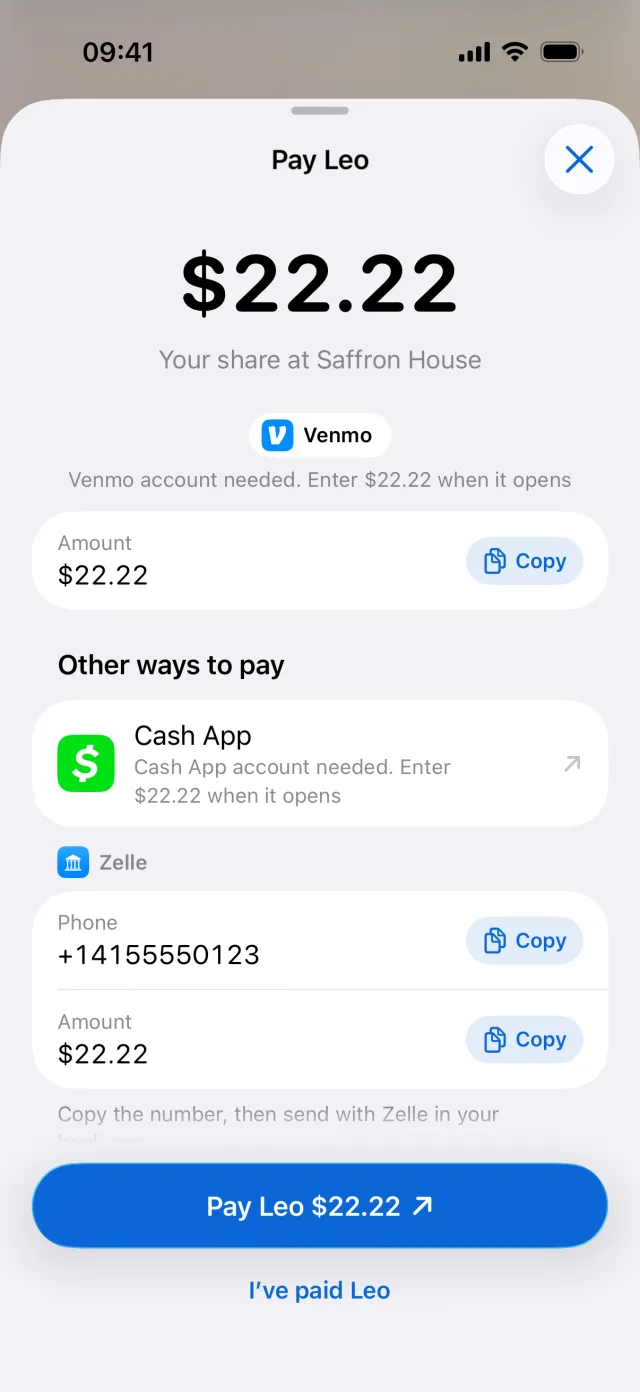 09:41
Pay Leo
$22.22
Your share at Saffron House
Venmo
Venmo account needed. Enter $22.22 when it opens
Amount
$22.22
Copy
Other ways to pay
Cash App
Cash App account needed. Enter
$22.22 when it opens
Zelle
Phone
+14155550123
Copy
Amount
$22.22
Copy
Copy the number, then send with Zelle in your
Pay Leo $22.22
I’ve paid Leo